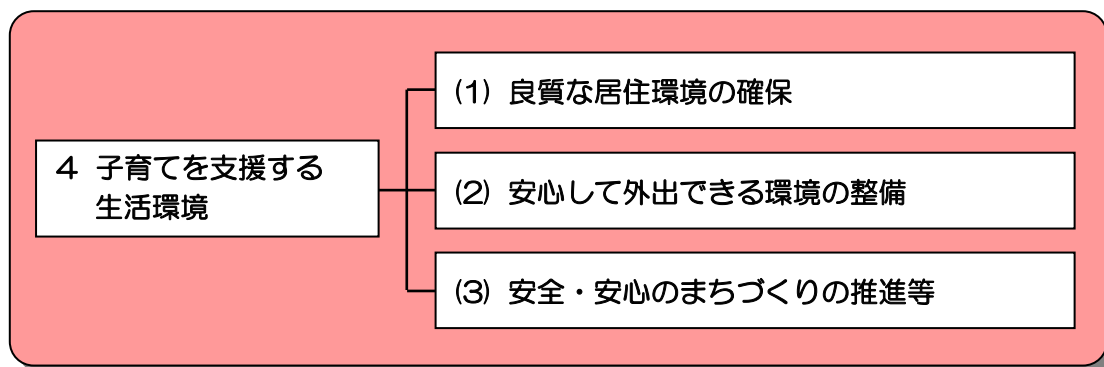 4 子育てを支援する
生活環境
(1) 良質な居住環境の確保
(2) 安心して外出できる環境の整備
(3) 安全・安心のまちづくりの推進等